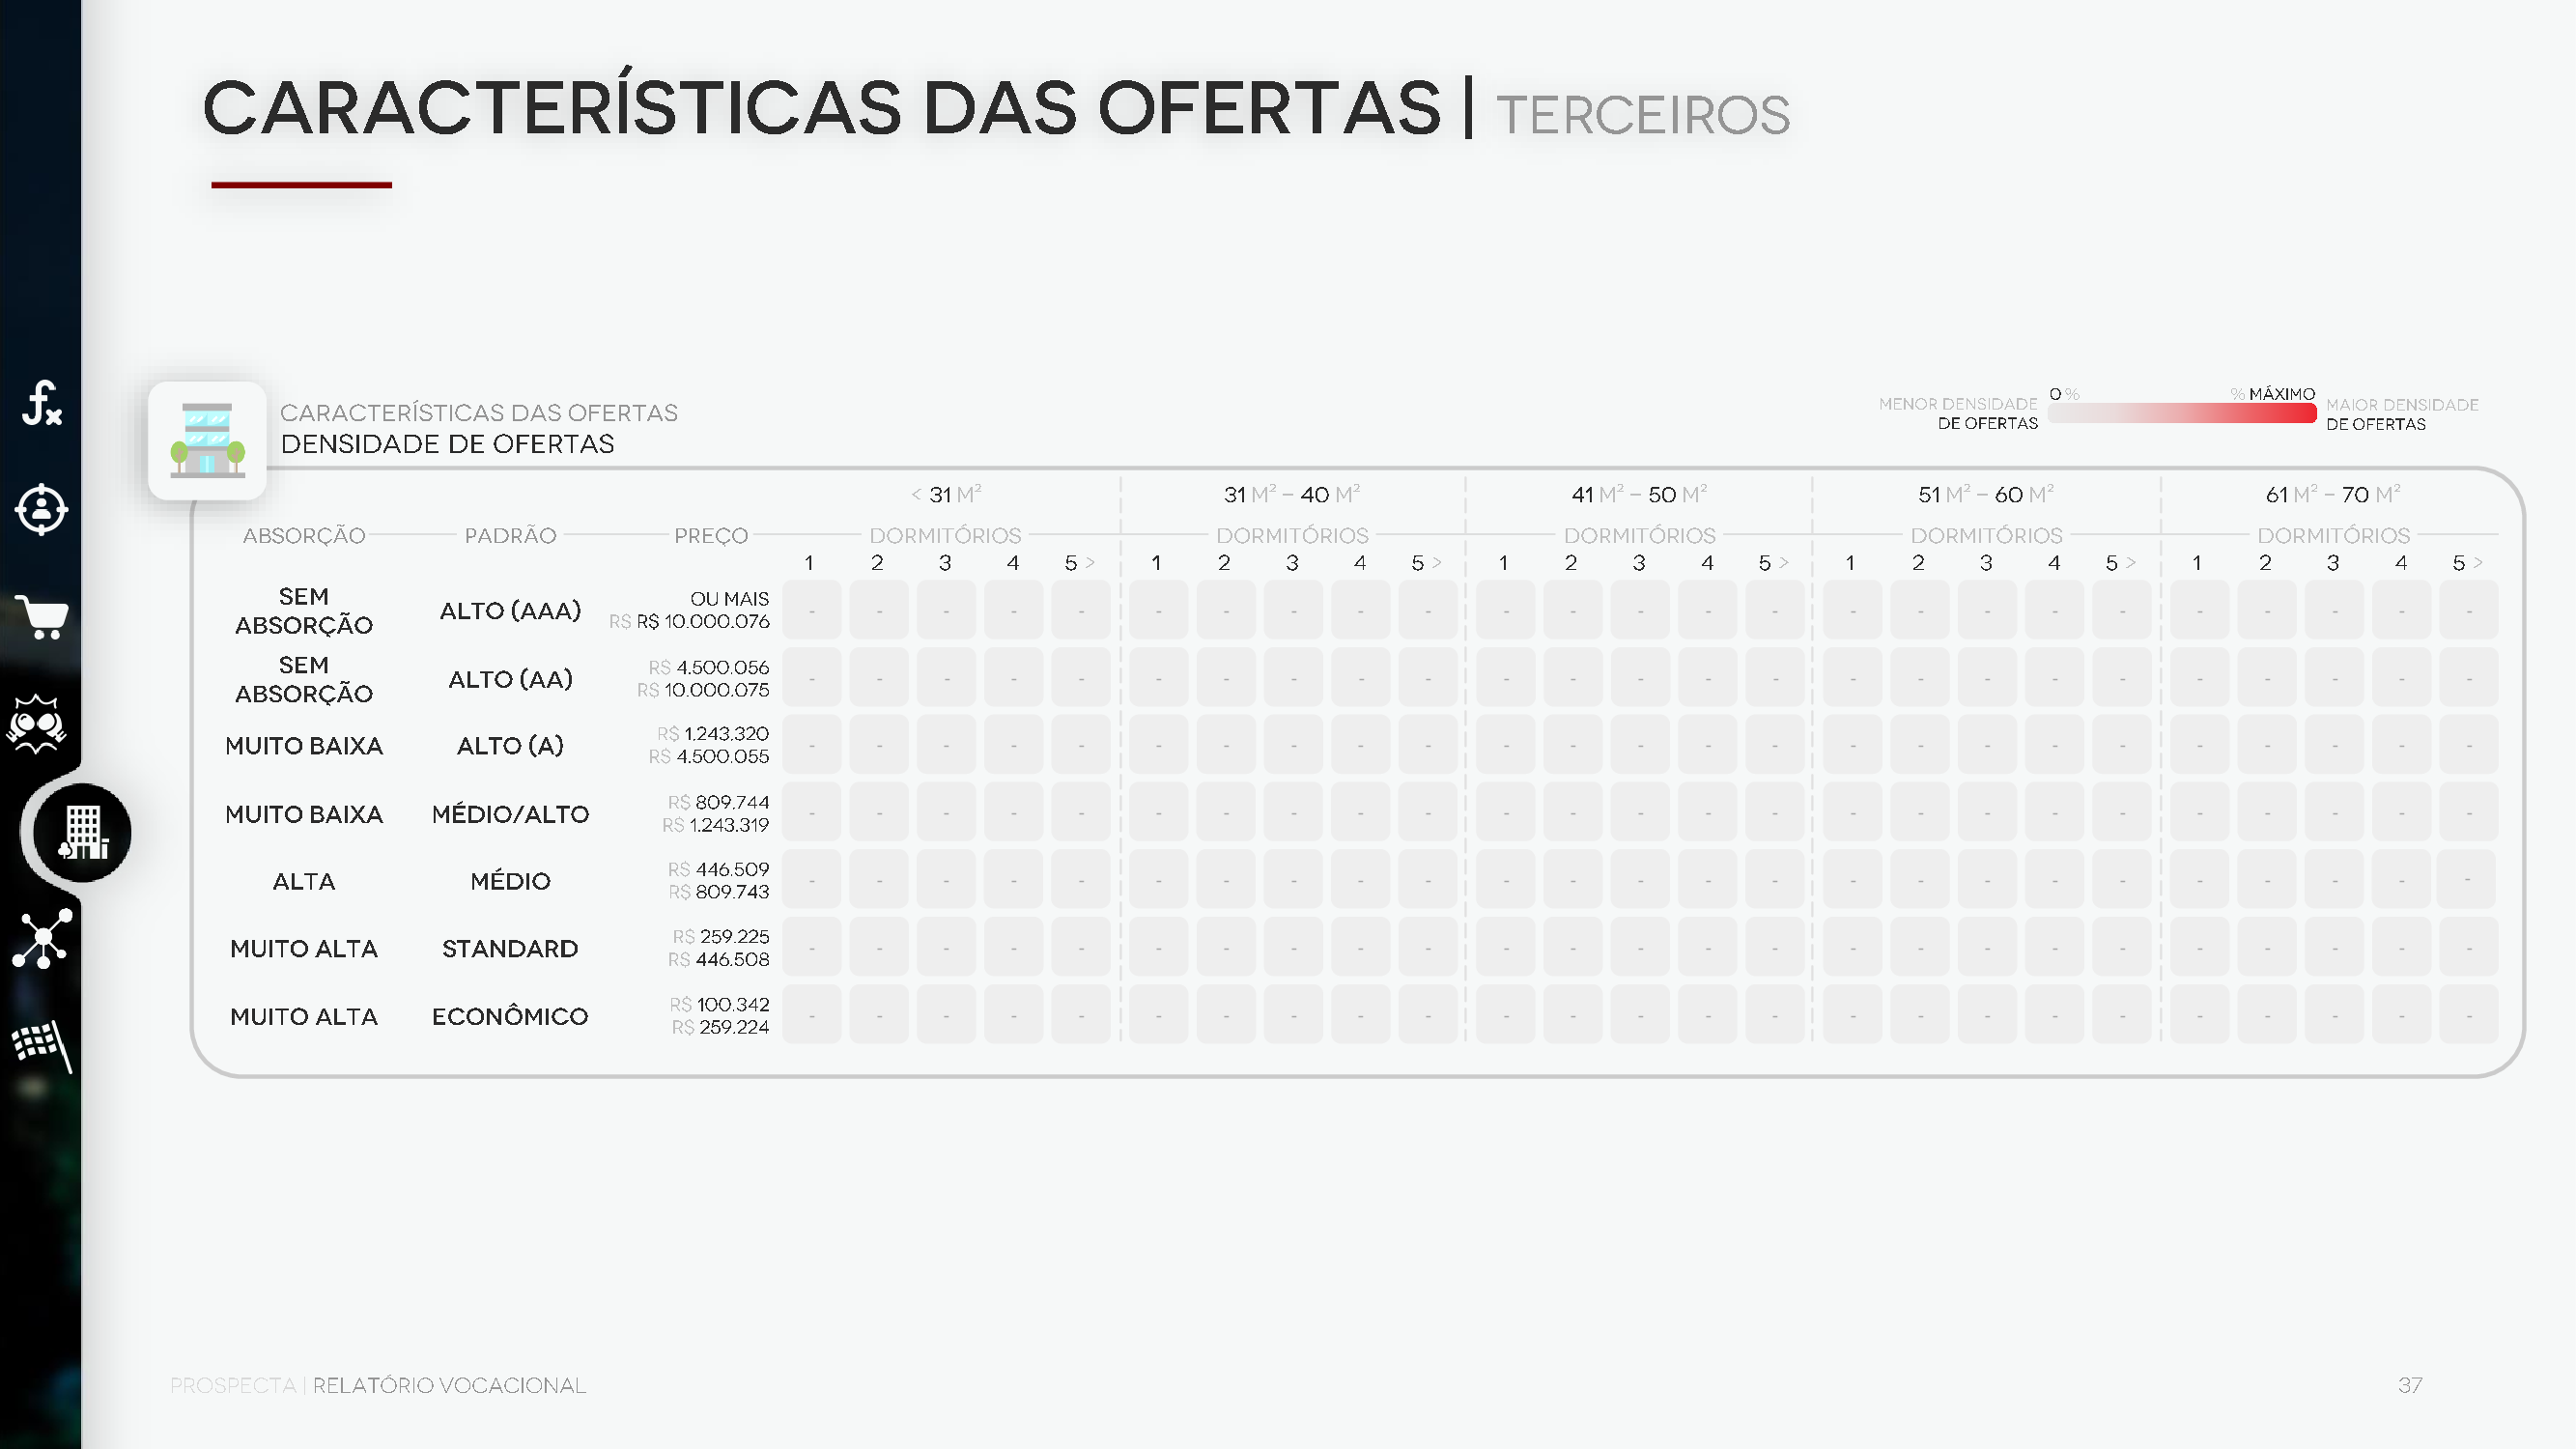 CARACTERÍSTICAS DAS OFERTAS | TERCEIROS
CARACTERÍSTICAS DAS OFERTAS
DENSIDADE DE OFERTAS
MENOR DENSIDADE
DE OFERTAS
0 %
% MÁXIMO
MAIOR DENSIDADE
DE OFERTAS
< 31 M² 31 M² – 40 M² 41 M² – 50 M² 51 M² – 60 M² 61 M² – 70 M²
ABSORÇÃO PADRÃO PREÇO DORMITÓRIOS DORMITÓRIOS DORMITÓRIOS DORMITÓRIOS DORMITÓRIOS
1 2 3 4 5 > 1 2 3 4 5 > 1 2 3 4 5 > 1 2 3 4 5 > 1 2 3 4 5 >
SEM
ABSORÇÃO
ALTO (AAA)
OU MAIS
R$ R$ 10.000.076
- - - - - - - - - - - - - - - - - - - - - - - - -
SEM
ABSORÇÃO
ALTO (AA)
R$ 4.500.056
R$ 10.000.075
- - - - - - - - - - - - - - - - - - - - - - - - -
MUITO BAIXA
ALTO (A)
R$ 1.243.320
R$ 4.500.055
- - - - - - - - - - - - - - - - - - - - - - - - -
MUITO BAIXA
MÉDIO/ALTO
R$ 809.744
R$ 1.243.319
- - - - - - - - - - - - - - - - - - - - - - - - -
ALTA
MÉDIO
R$ 446.509
R$ 809.743
- - - - - - - - - - - - - - - - - - - - - - - - -
MUITO ALTA
STANDARD
R$ 259.225
R$ 446.508
- - - - - - - - - - - - - - - - - - - - - - - - -
MUITO ALTA
ECONÔMICO
R$ 100.342
R$ 259.224
- - - - - - - - - - - - - - - - - - - - - - - - -
PROSPECTA | RELATÓRIO VOCACIONAL
37